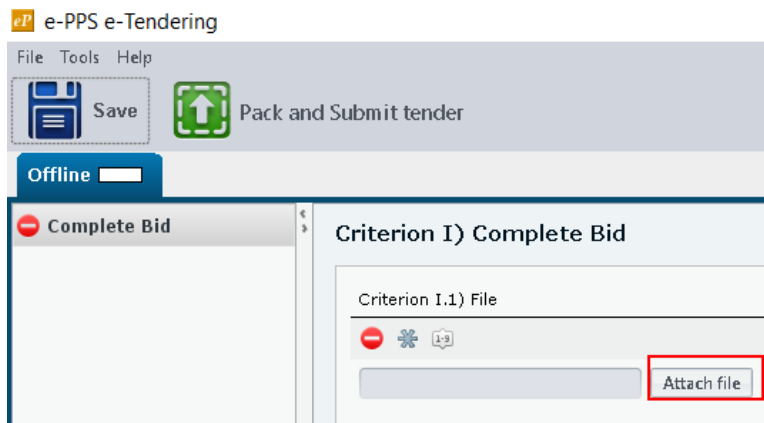 eP e-PPS e-Tendering
File Tools Help
Save
Pack and Submit tender
Offline
Complete Bid
Criterion I) Complete Bid
Criterion I.1) File
1-9
Attach file